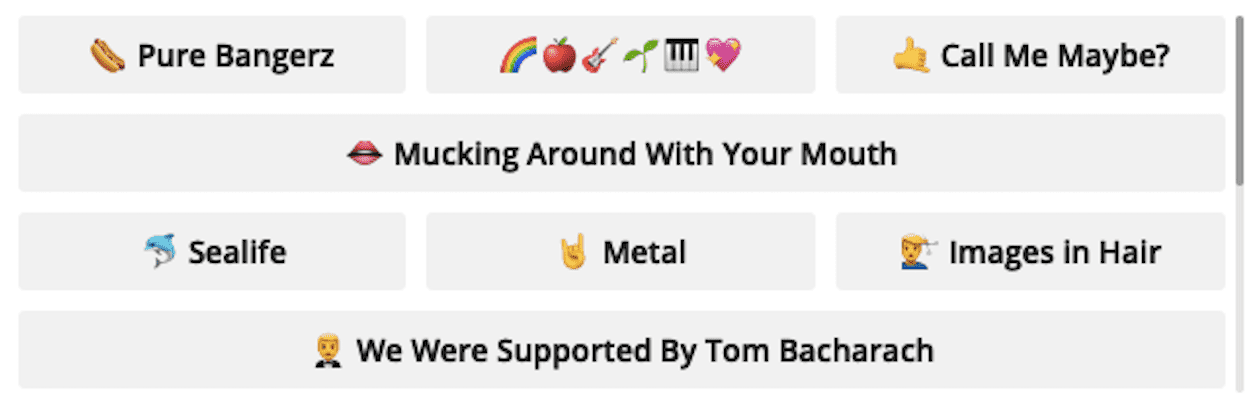 🌭 Pure Bangerz
🌈🍎🎸🌱🎹💖
🤙 Call Me Maybe?
👄 Mucking Around With Your Mouth
🐬 Sealife
🤘 Metal
💇‍♂️ Images in Hair
🤵‍♂️ We Were Supported By Tom Bacharach